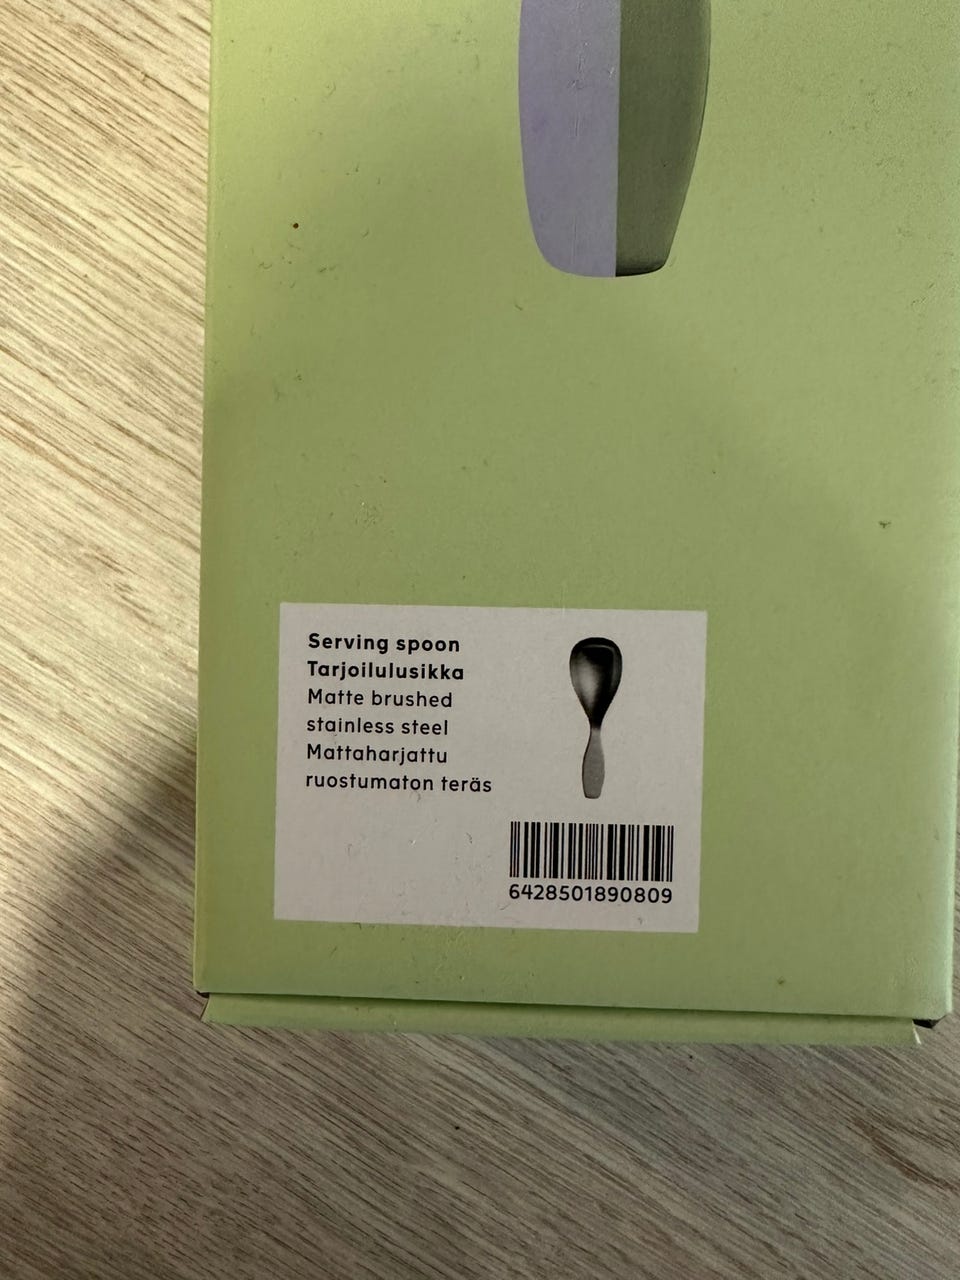 Serving spoon
Tarjoilulusikka
Matte brushed
stainless steel
Mattaharjattu
ruostumaton teräs
6428501890809